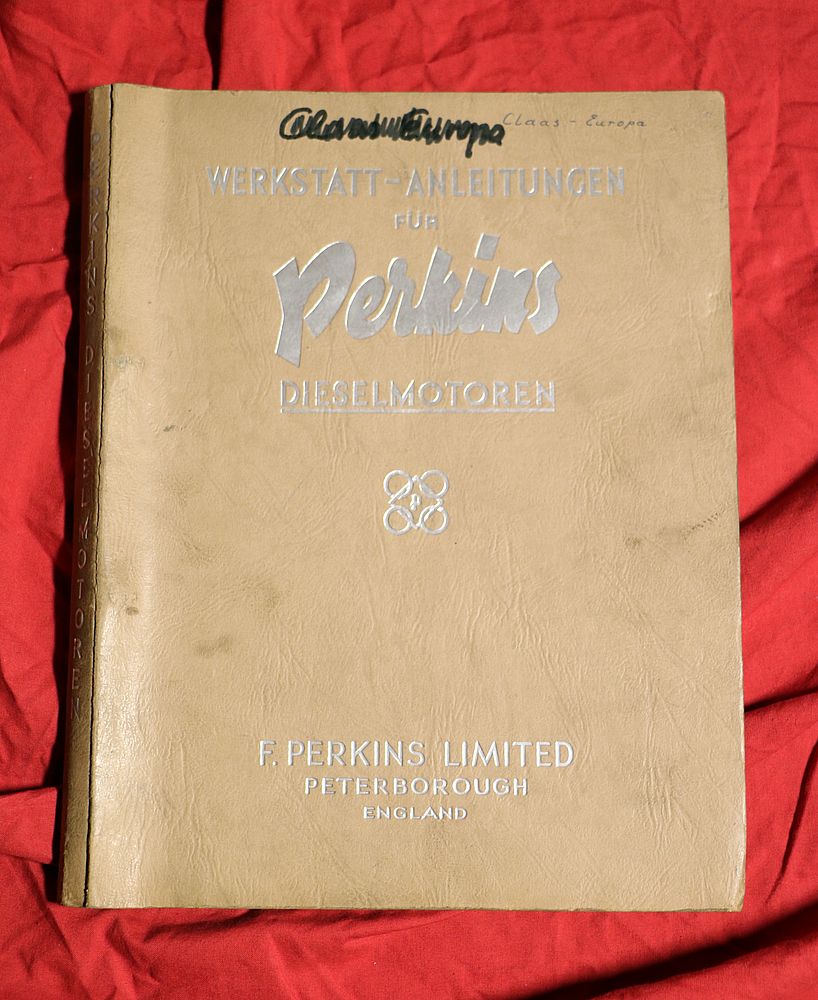 Claas Europa Claas - Europa
WERKSTATT-ANLEITUNGEN
FÜR
Perkins
DIESELMOTOREN
P
F. PERKINS LIMITED
PETERBOROUGH
ENGLAND
PERKINS DIESELMOTOREN